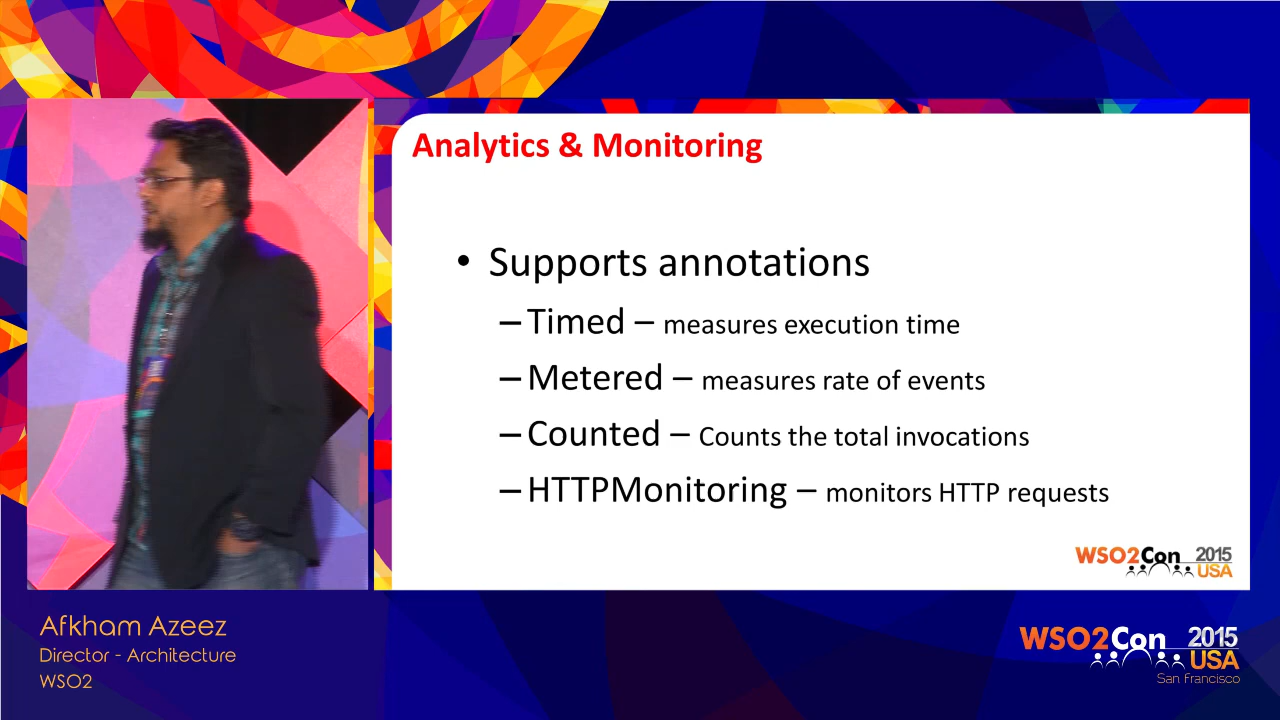 Analytics & Monitoring
• Supports annotations
– Timed – measures execution time
– Metered – measures rate of events
– Counted – Counts the total invocations
– HTTPMonitoring – monitors HTTP requests
WSO2Con 2015
USA
Afkham Azeez
Director - Architecture
WSO2
WSO2Con 2015
USA
San Francisco